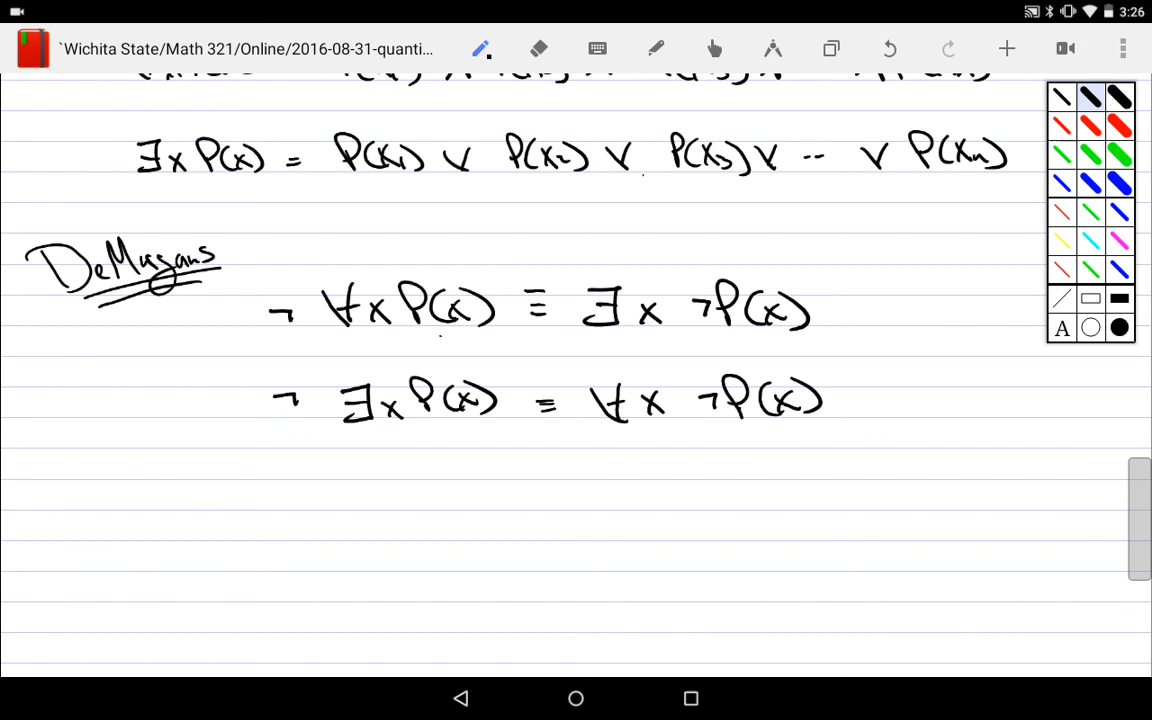 3:26
`Wichita State/Math 321/Online/2016-08-31-quanti...
∃x P(x) = P(x₁) ∨ P(x₂) ∨ P(x₃) ∨ -- ∨ P(xₙ)
DeMorgans
¬ ∀x P(x) ≡ ∃x ¬P(x)
¬ ∃x P(x) ≡ ∀x ¬P(x)
A